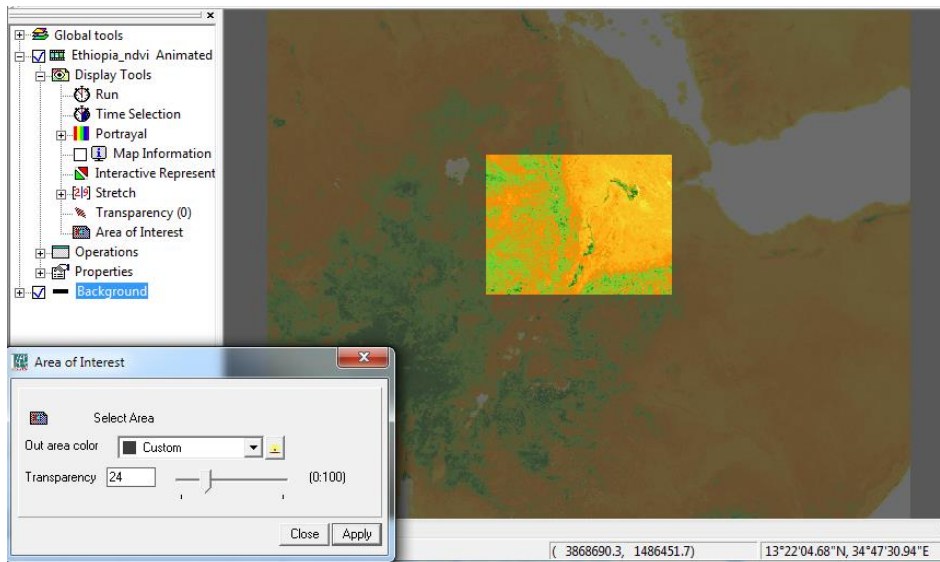 Global tools
Ethiopia_ndvi Animated
Display Tools
Run
Time Selection
Portrayal
Map Information
Interactive Represent
Stretch
Transparency (0)
Area of Interest
Operations
Properties
Background
Area of Interest
Select Area
Out area color Custom
Transparency 24 (0:100)
Close Apply
( 3868690.3, 1486451.7) 13°22'04.68"N, 34°47'30.94"E